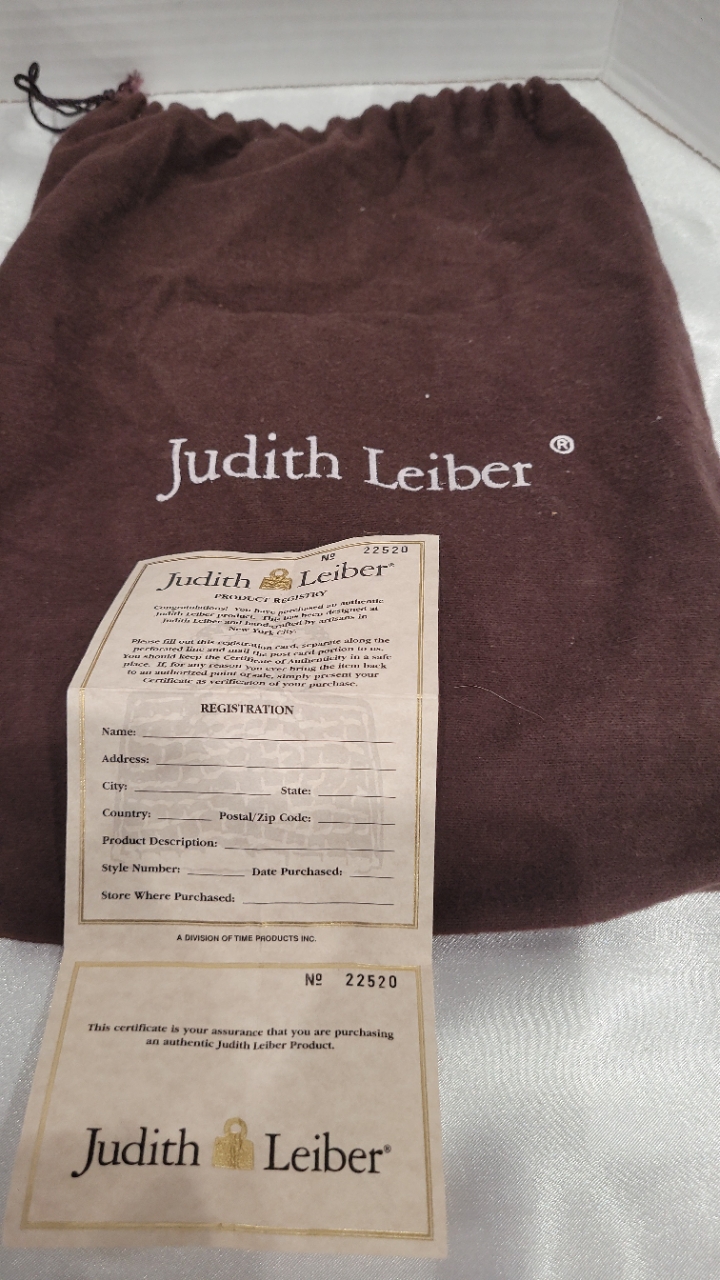 Judith Leiber ®
Nº 22520
Judith Leiber®
PRODUCT REGISTRY
Congratulations! You have purchased an authentic
Judith Leiber product. This has been designed at
Judith Leiber and handcrafted by artisans in
New York City.
Please fill out this registration card, separate along the
perforated line and mail the post card portion to us.
You should keep the Certificate of Authenticity in a safe
place. If, for any reason you ever bring the item back
to an authorized point of sale, simply present your
Certificate as verification of your purchase.
REGISTRATION
Name:
Address:
City: State:
Country: Postal/Zip Code:
Product Description:
Style Number: Date Purchased:
Store Where Purchased:
A DIVISION OF TIME PRODUCTS INC.
Nº 22520
This certificate is your assurance that you are purchasing
an authentic Judith Leiber Product.
Judith Leiber®